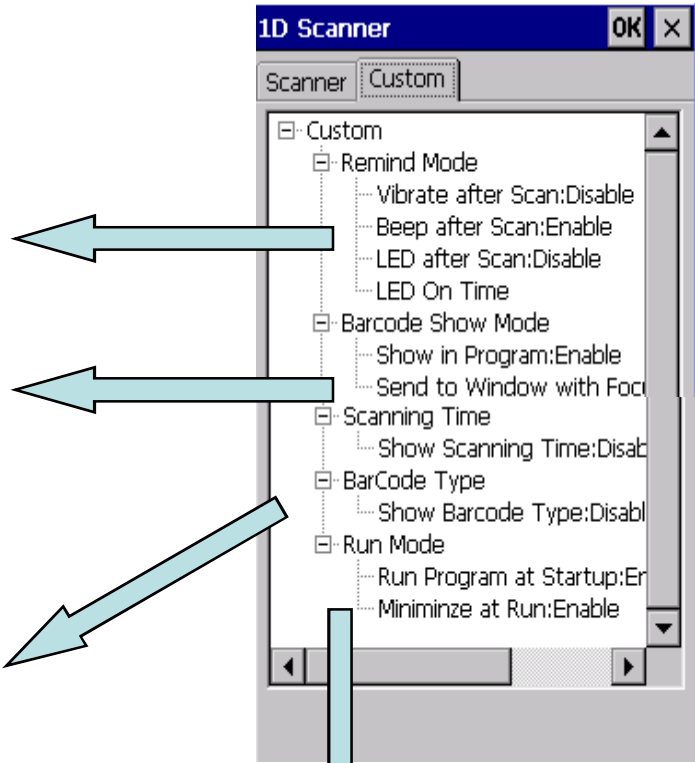 1D Scanner OK ×
Scanner Custom
Custom
Remind Mode
Vibrate after Scan:Disable
Beep after Scan:Enable
LED after Scan:Disable
LED On Time
Barcode Show Mode
Show in Program:Enable
Send to Window with Focu
Scanning Time
Show Scanning Time:Disab
BarCode Type
Show Barcode Type:Disabl
Run Mode
Run Program at Startup:En
Miniminze at Run:Enable